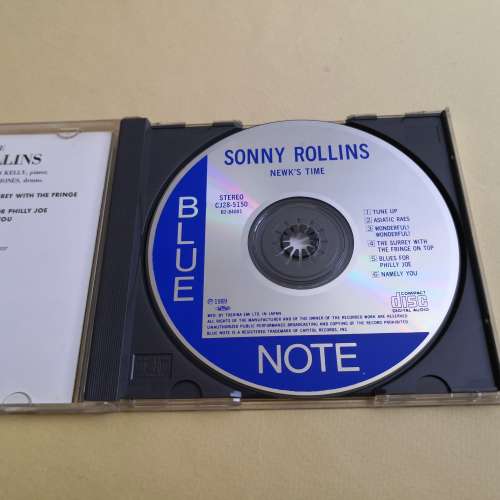 E
LLINS
KELLY, piano;
JONES, drums
RREY WITH THE FRINGE
R PHILLY JOE
YOU
SONNY ROLLINS
NEWK'S TIME
STEREO
CJ28-5150
BLUE
1 TUNE UP
2 ASIATIC RAES
3 WONDERFUL!
WONDERFUL!
4 THE SURREY WITH
THE FRINGE ON TOP
5 BLUES FOR
PHILLY JOE
6 NAMELY YOU
℗1989
COMPACT
disc
DIGITAL AUDIO
MFD. BY TOSHIBA EMI LTD. IN JAPAN
ALL RIGHTS OF THE MANUFACTURER AND OF THE OWNER OF THE RECORDED WORK ARE RESERVED.
UNAUTHORIZED PUBLIC PERFORMANCE BROADCASTING AND COPYING OF THE RECORD PROHIBITED.
BLUE NOTE IS A REGISTERED TRADEMARK OF CAPITOL RECORDS, INC.
NOTE